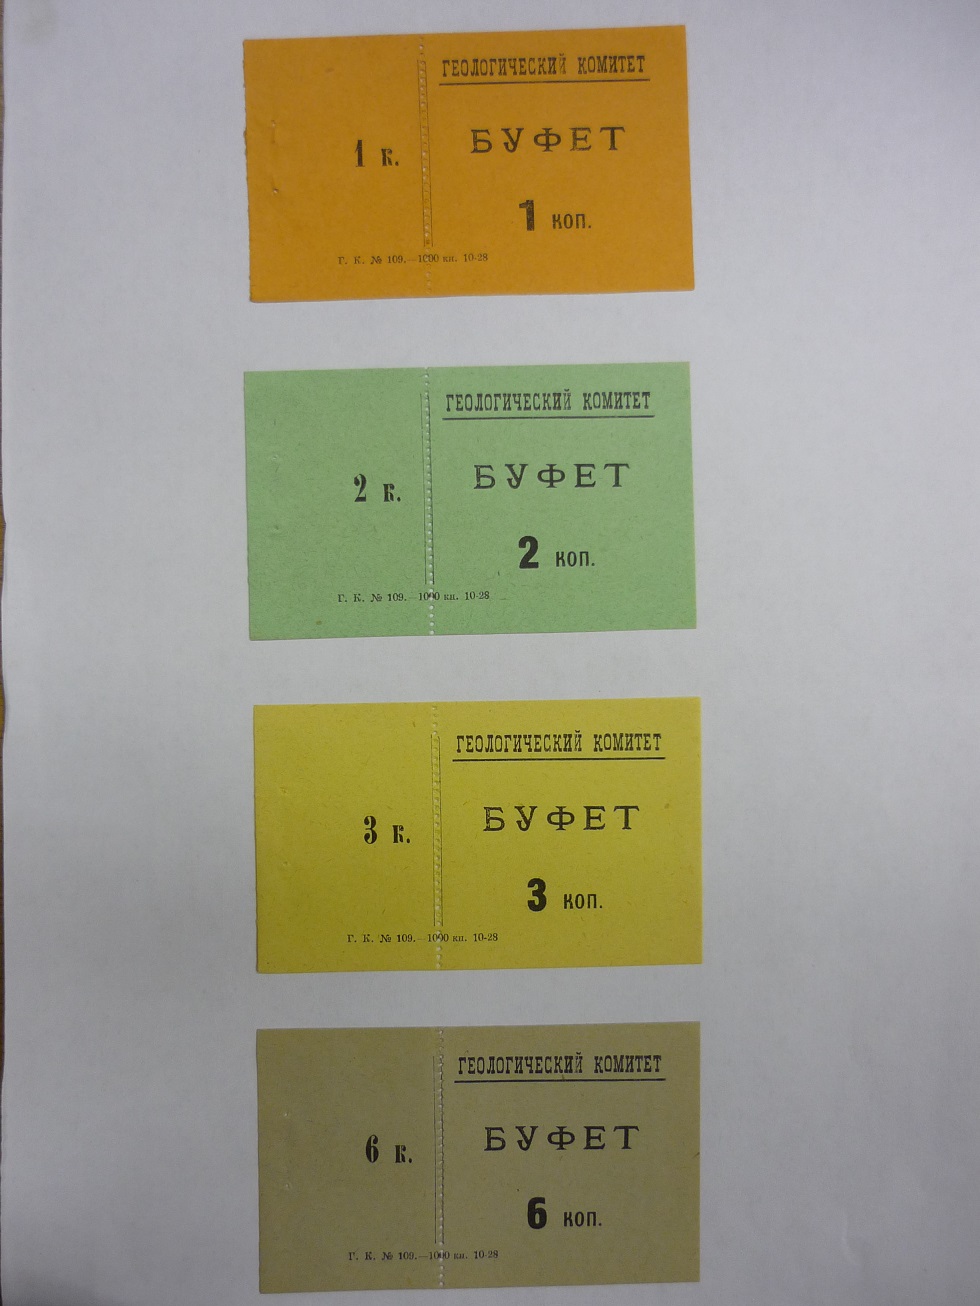 ГЕОЛОГИЧЕСКИЙ КОМИТЕТ
БУФЕТ
1 к.
1 коп.
Г. К. № 109.—1000 кн. 10-28
ГЕОЛОГИЧЕСКИЙ КОМИТЕТ
БУФЕТ
2 к.
2 коп.
Г. К. № 109.—1000 кн. 10-28
ГЕОЛОГИЧЕСКИЙ КОМИТЕТ
БУФЕТ
3 к.
3 коп.
Г. К. № 109.—1000 кн. 10-28
ГЕОЛОГИЧЕСКИЙ КОМИТЕТ
БУФЕТ
6 к.
6 коп.
Г. К. № 109.—1000 кн. 10-28